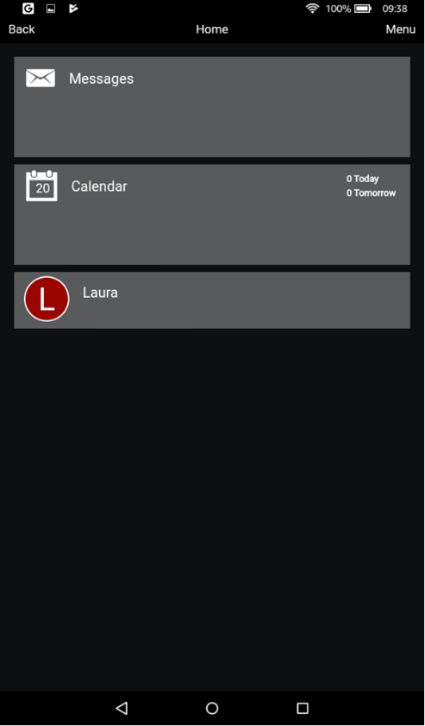 G
100% 09:38
Back Home Menu
Messages
20 Calendar
0 Today
0 Tomorrow
L Laura